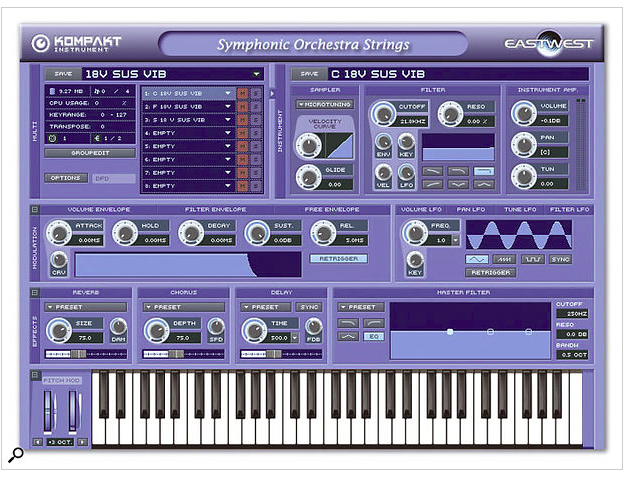 KOMPAKT
INSTRUMENT
Symphonic Orchestra Strings
EASTWEST
MULTI
SAVE 18V SUS VIB
9.27 MB 0 / 4
CPU USAGE: 0 %
KEYRANGE: 0 - 127
TRANSPOSE: 0
1 1 / 2
GROUPEDIT
OPTIONS DFD
1: C 18V SUS VIB M S
2: F 18V SUS VIB M S
3: S 18 V SUS VIB M S
4: EMPTY M S
5: EMPTY M S
6: EMPTY M S
7: EMPTY M S
8: EMPTY M S
INSTRUMENT
SAVE C 18V SUS VIB
SAMPLER
MICROTUNING
VELOCITY
CURVE
GLIDE
0.00
FILTER
CUTOFF
21.8KHZ
RESO
0.00 %
ENV KEY
VEL LFO
INSTRUMENT AMP.
VOLUME
-0.1DB
PAN
[C]
TUN
0.00
MODULATION
VOLUME ENVELOPE FILTER ENVELOPE FREE ENVELOPE
ATTACK
0.00MS
HOLD
0.00MS
DECAY
0.00MS
SUST.
0.0DB
REL.
5.0MS
CRV
RETRIGGER
VOLUME LFO PAN LFO TUNE LFO FILTER LFO
FREQ.
1.0
KEY
SYNC
RETRIGGER
EFFECTS
REVERB
PRESET
SIZE
75.0
DAM
CHORUS
PRESET
DEPTH
75.0
SPD
DELAY
PRESET SYNC
TIME
500.0
FDB
MASTER FILTER
PRESET
EQ
CUTOFF
250HZ
RESO
0.0 DB
BANDW
0.5 OCT
PITCH MOD
+3 OCT.